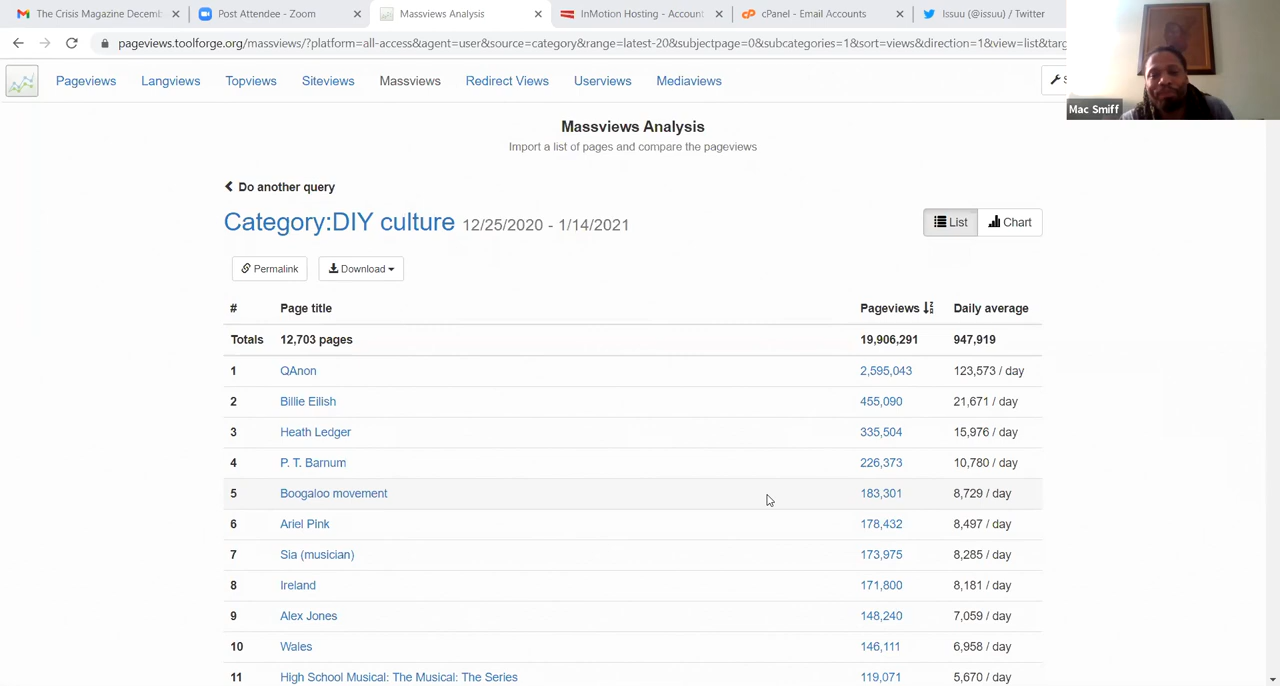 The Crisis Magazine Decemb
Post Attendee - Zoom
Massviews Analysis
InMotion Hosting - Accoun
cPanel - Email Accounts
Issuu (@issuu) / Twitter
pageviews.toolforge.org/massviews/?platform=all-access&agent=user&source=category&range=latest-20&subjectpage=0&subcategories=1&sort=views&direction=1&view=list&targ
Pageviews Langviews Topviews Siteviews Massviews Redirect Views Userviews Mediaviews
Mac Smiff
Massviews Analysis
Import a list of pages and compare the pageviews
Do another query
Category:DIY culture 12/25/2020 - 1/14/2021
List Chart
Permalink Download
# Page title Pageviews Daily average
Totals 12,703 pages 19,906,291 947,919
1 QAnon 2,595,043 123,573 / day
2 Billie Eilish 455,090 21,671 / day
3 Heath Ledger 335,504 15,976 / day
4 P. T. Barnum 226,373 10,780 / day
5 Boogaloo movement 183,301 8,729 / day
6 Ariel Pink 178,432 8,497 / day
7 Sia (musician) 173,975 8,285 / day
8 Ireland 171,800 8,181 / day
9 Alex Jones 148,240 7,059 / day
10 Wales 146,111 6,958 / day
11 High School Musical: The Musical: The Series 119,071 5,670 / day